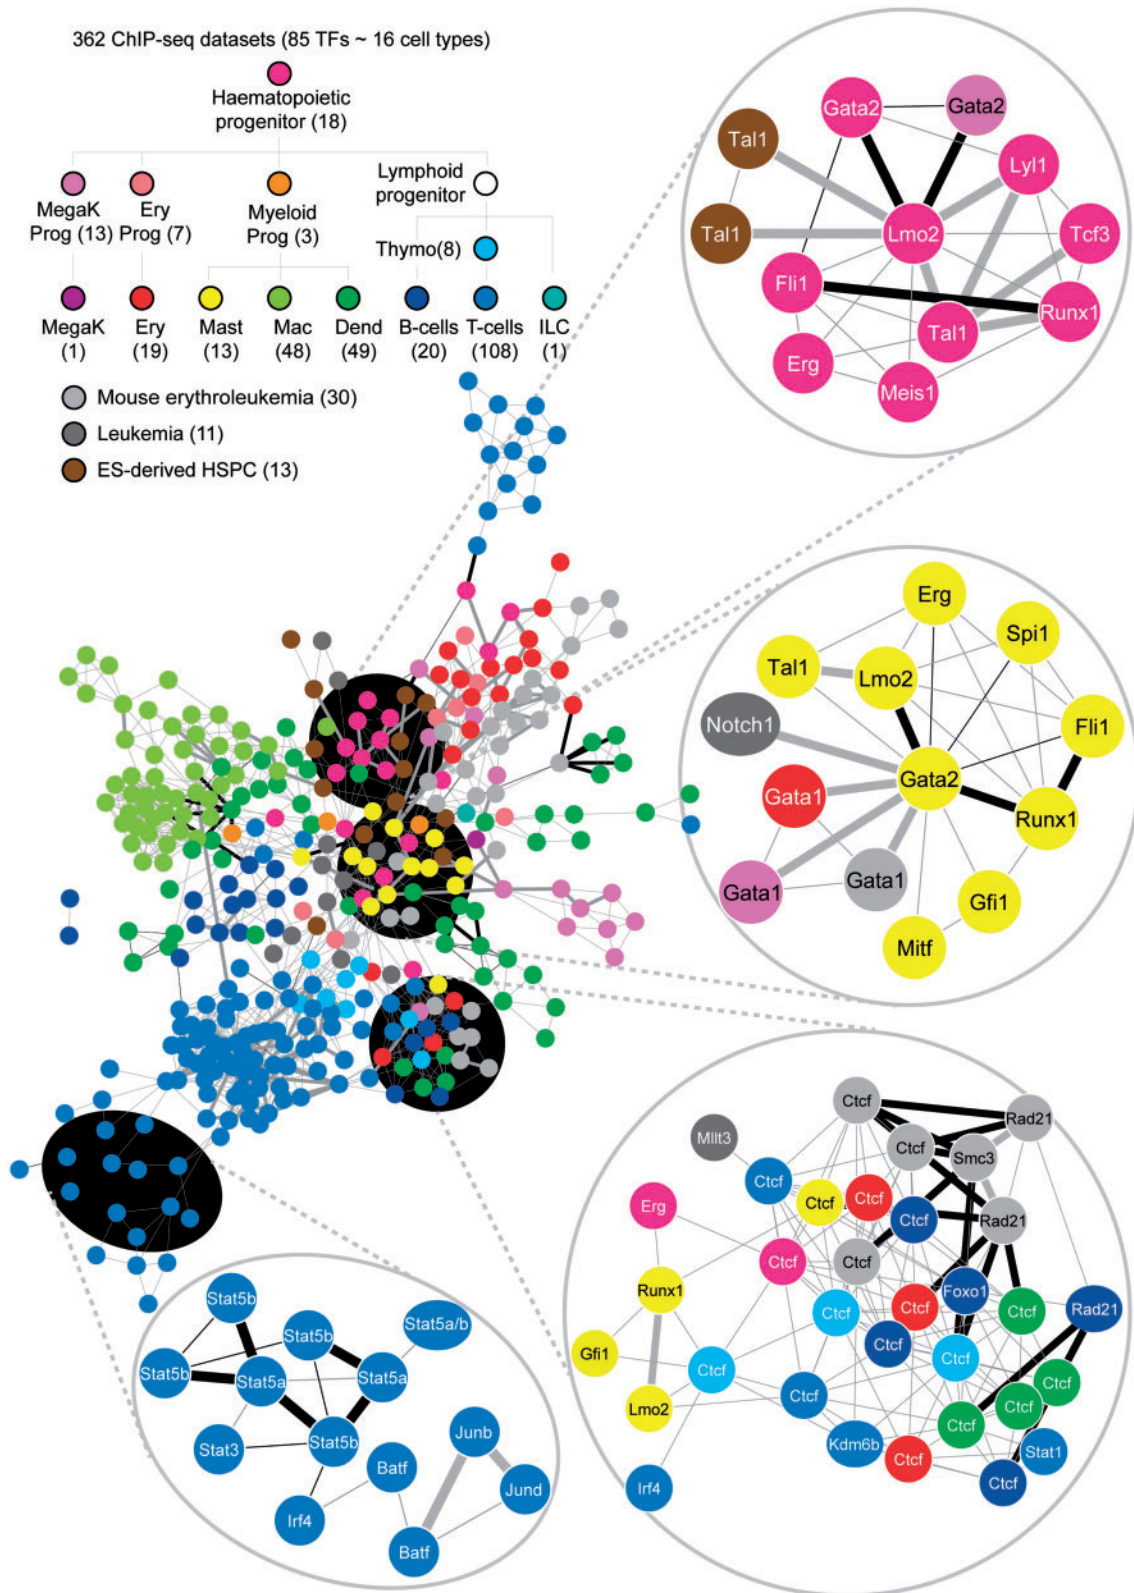 362 ChIP-seq datasets (85 TFs ~ 16 cell types)
Haematopoietic
progenitor (18)
MegaK
Prog (13)
Ery
Prog (7)
Myeloid
Prog (3)
Lymphoid
progenitor
Thymo(8)
MegaK
(1)
Ery
(19)
Mast
(13)
Mac
(48)
Dend
(49)
B-cells
(20)
T-cells
(108)
ILC
(1)
Mouse erythroleukemia (30)
Leukemia (11)
ES-derived HSPC (13)
Gata2
Gata2
Tal1
Lyl1
Tal1
Lmo2
Tcf3
Fli1
Runx1
Tal1
Erg
Meis1
Erg
Spi1
Tal1
Lmo2
Notch1
Fli1
Gata2
Gata1
Runx1
Gata1
Gata1
Gfi1
Mitf
Ctcf
Rad21
Mllt3
Ctcf
Smc3
Ctcf
Ctcf
Ctcf
Erg
Ctcf
Rad21
Ctcf
Ctcf
Runx1
Foxo1
Ctcf
Ctcf
Ctcf
Rad21
Gfi1
Ctcf
Ctcf
Ctcf
Ctcf
Lmo2
Ctcf
Ctcf
Ctcf
Kdm6b
Ctcf
Stat1
Irf4
Ctcf
Stat5b
Stat5b
Stat5a/b
Stat5b
Stat5a
Stat5a
Stat3
Stat5b
Junb
Batf
Irf4
Jund
Batf